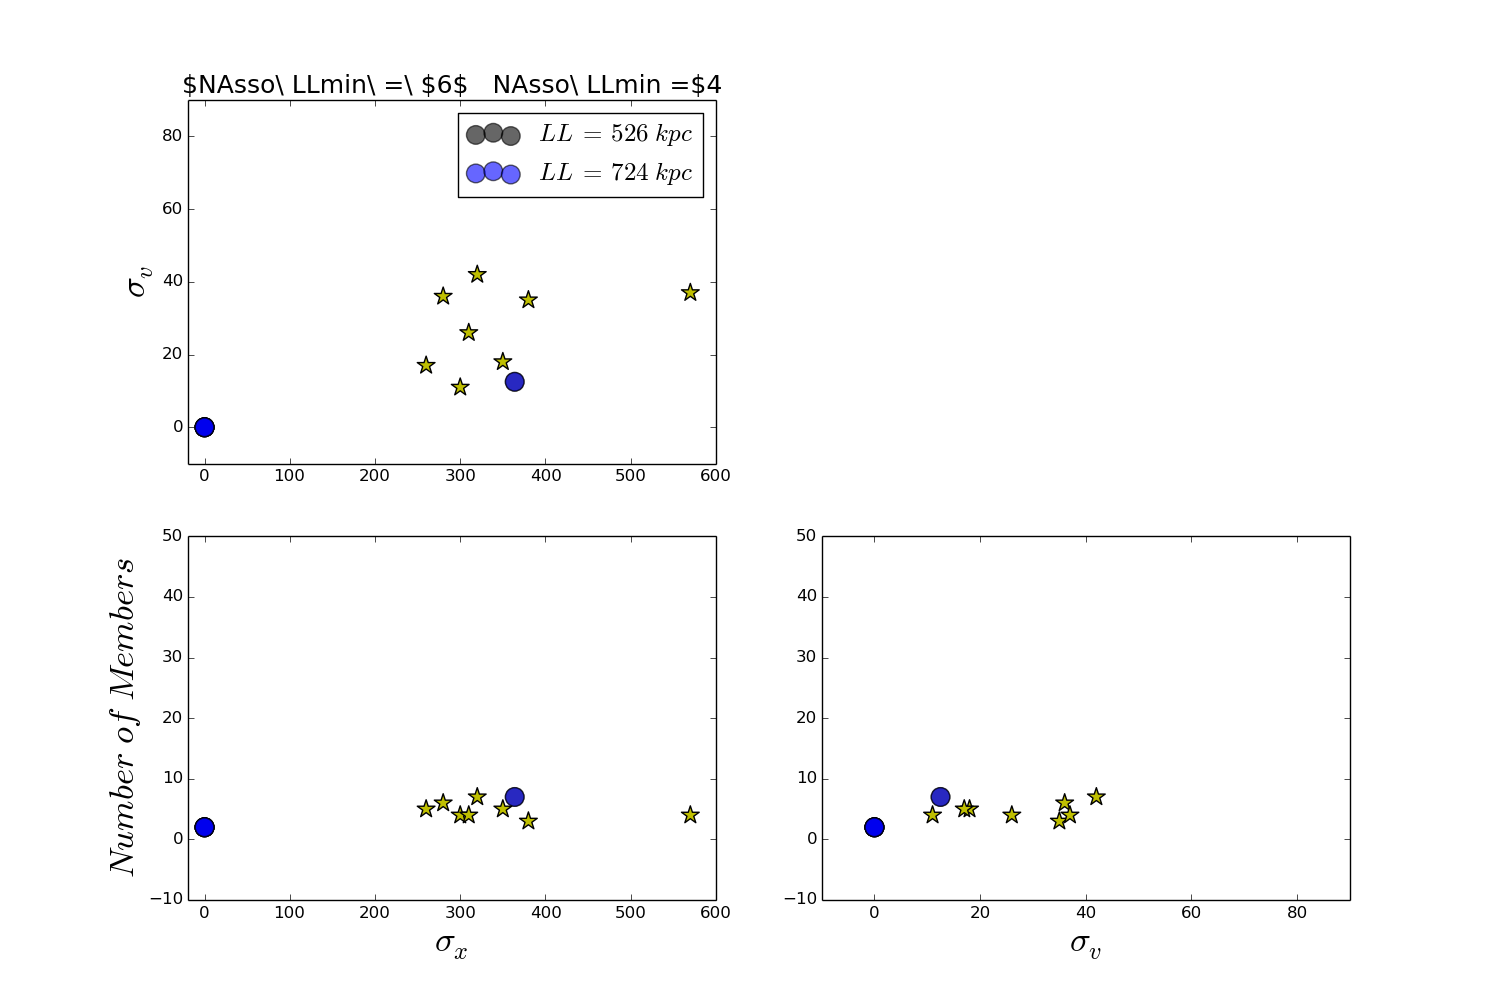 $NAsso\ LLmin\ =\ $6$   NAsso\ LLmin =$4
80
60
40
20
0
σ_v
LL = 526 kpc
LL = 724 kpc
0 100 200 300 400 500 600
50
40
30
20
10
0
−10
Number of Members
0 100 200 300 400 500 600
σ_x
50
40
30
20
10
0
−10
0 20 40 60 80
σ_v